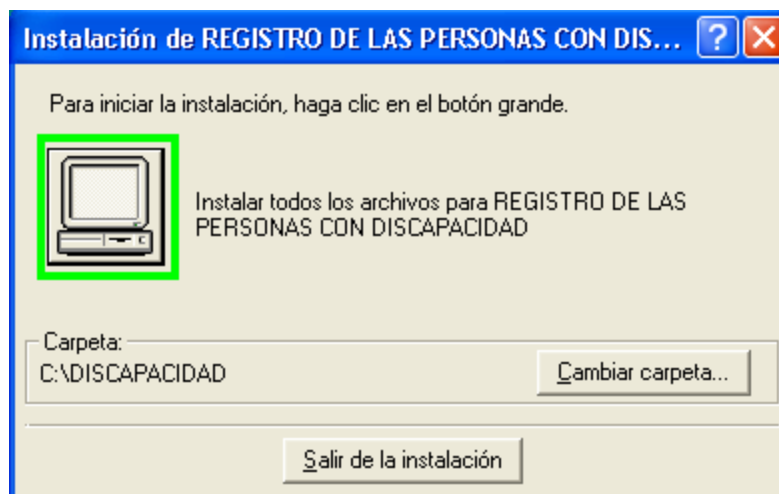 Instalación de REGISTRO DE LAS PERSONAS CON DIS...
Para iniciar la instalación, haga clic en el botón grande.
Instalar todos los archivos para REGISTRO DE LAS
PERSONAS CON DISCAPACIDAD
Carpeta:
C:\DISCAPACIDAD
Cambiar carpeta...
Salir de la instalación